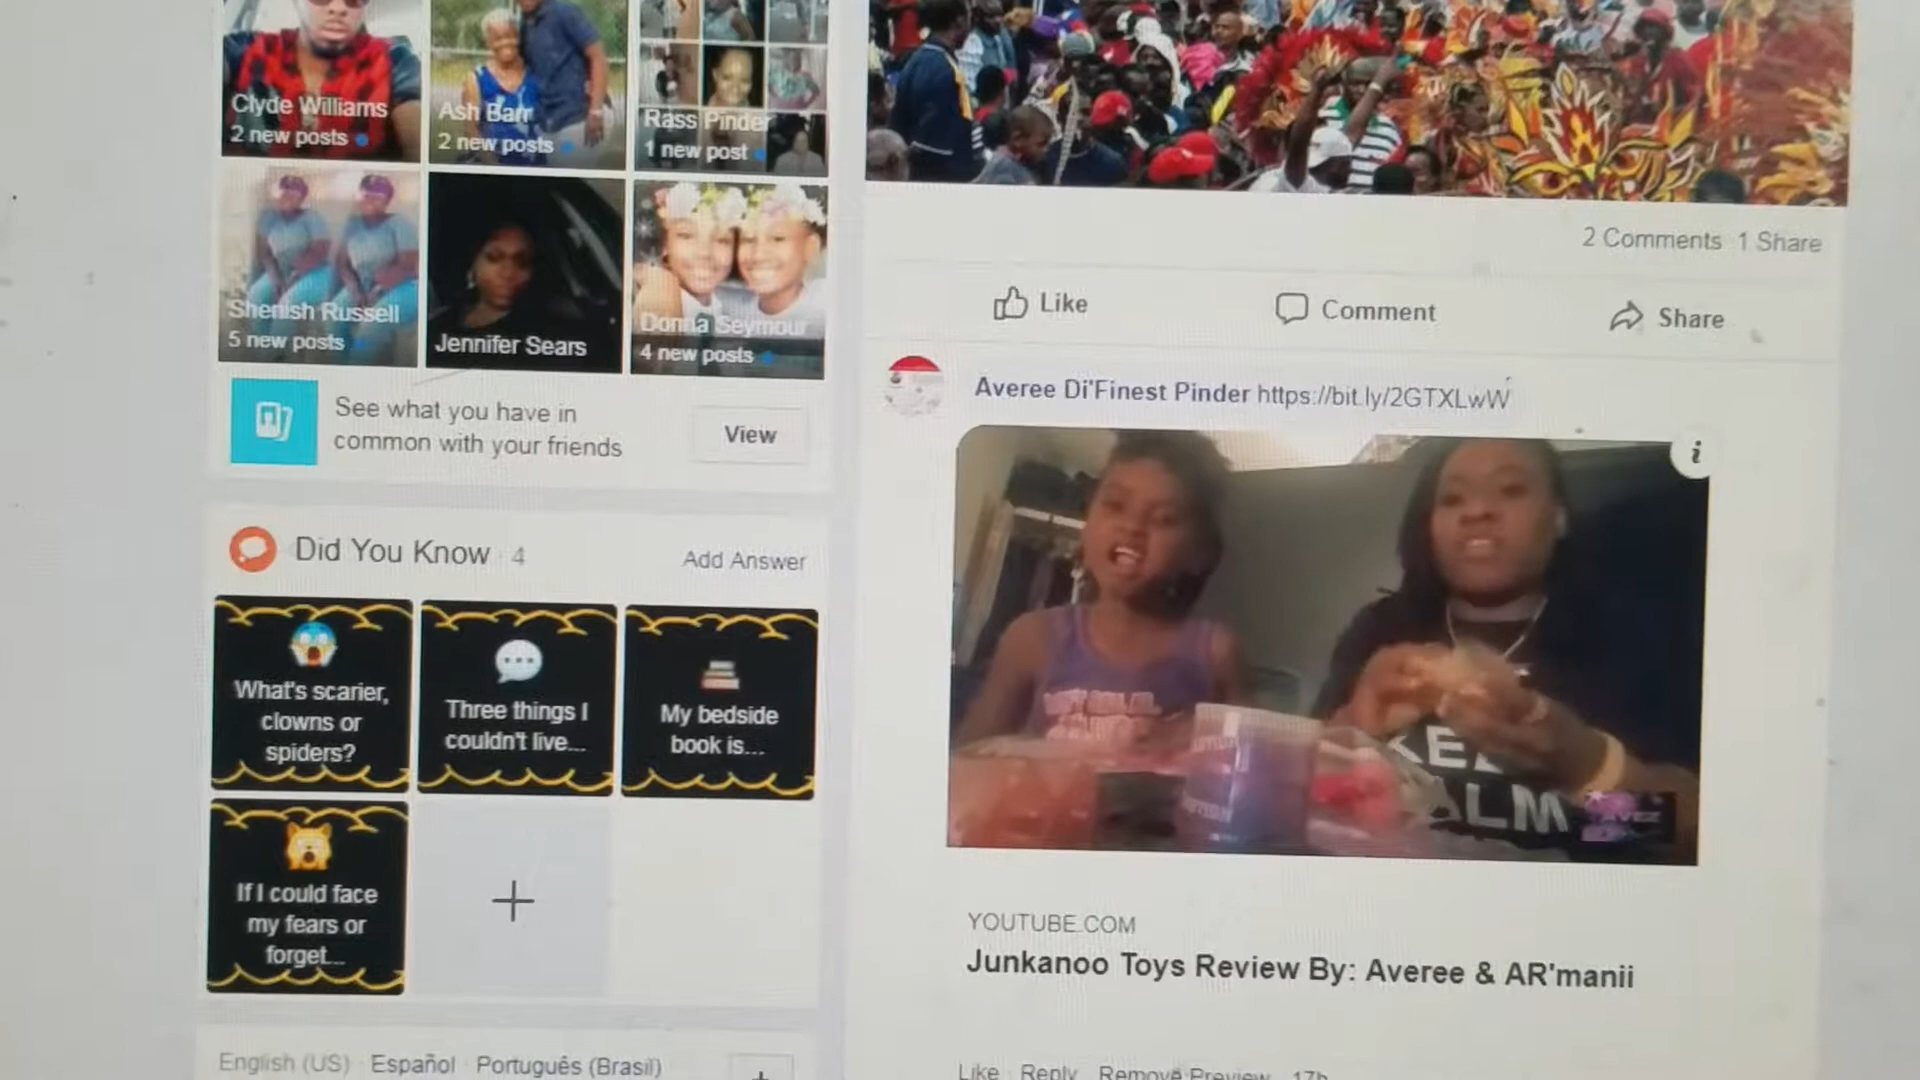 Clyde Williams
2 new posts
Ash Barr
2 new posts
Rass Pinder
1 new post
Shenish Russell
5 new posts
Jennifer Sears
Donna Seymour
4 new posts
See what you have in
common with your friends
View
Did You Know · 4
Add Answer
What's scarier,
clowns or
spiders?
Three things I
couldn't live...
My bedside
book is...
If I could face
my fears or
forget...
English (US) · Español · Português (Brasil)
2 Comments 1 Share
Like
Comment
Share
Averee Di'Finest Pinder https://bit.ly/2GTXLwW
KEE
ALM
YOUTUBE.COM
Junkanoo Toys Review By: Averee & AR'manii
Like · Reply · Remove Preview · 17h